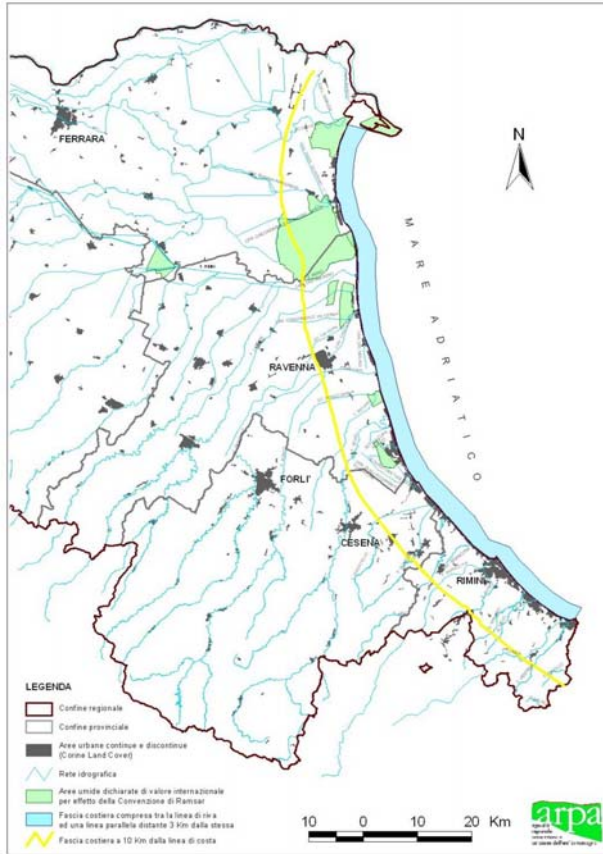 FERRARA
N
MARE ADRIATICO
RAVENNA
FORLI'
CESENA
RIMINI
LEGENDA
Confine regionale
Confine provinciale
Aree urbane continue e discontinue
(Corine Land Cover)
Rete idrografica
Aree umide dichiarate di valore internazionale
per effetto della Convenzione di Ramsar
Fascia costiera compresa tra la linea di riva
ed una linea parallela distante 3 Km dalla stessa
Fascia costiera a 10 Km dalla linea di costa
10 0 10 20 Km
arpa